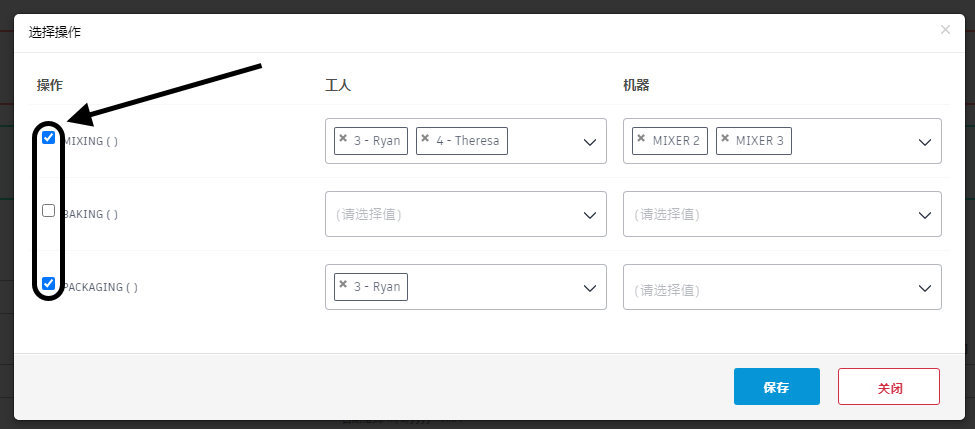 选择操作 ×
操作 工人 机器
MIXING ( ) × 3 - Ryan × 4 - Theresa × MIXER 2 × MIXER 3
BAKING ( ) (请选择值) (请选择值)
PACKAGING ( ) × 3 - Ryan (请选择值)
保存 关闭